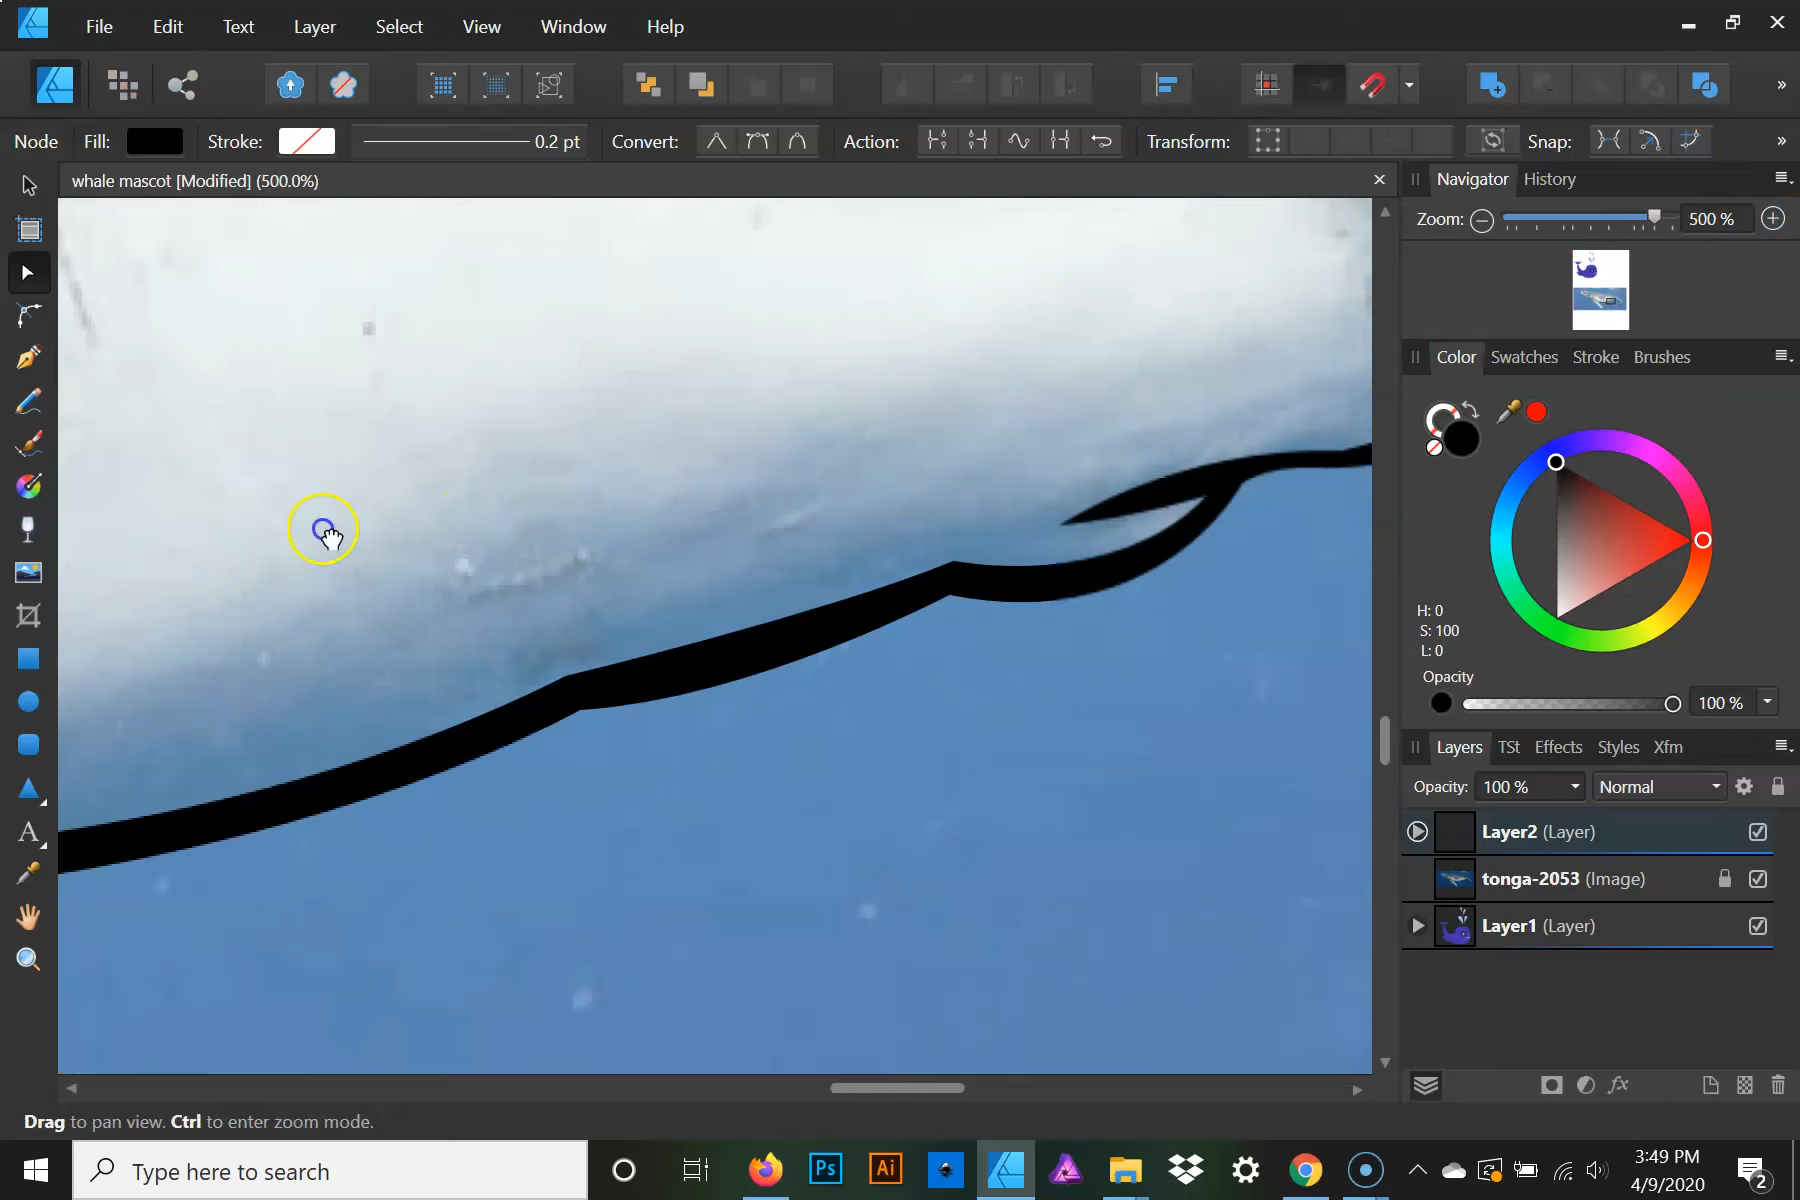 File Edit Text Layer Select View Window Help
Node Fill: Stroke: 0.2 pt Convert: Action: Transform: Snap:
whale mascot [Modified] (500.0%)
Navigator History
Zoom: 500 %
Color Swatches Stroke Brushes
H: 0
S: 100
L: 0
Opacity
100 %
Layers TSt Effects Styles Xfm
Opacity: 100 % Normal
Layer2 (Layer)
tonga-2053 (Image)
Layer1 (Layer)
Drag to pan view. Ctrl to enter zoom mode.
Type here to search
Ps Ai
3:49 PM
4/9/2020
2